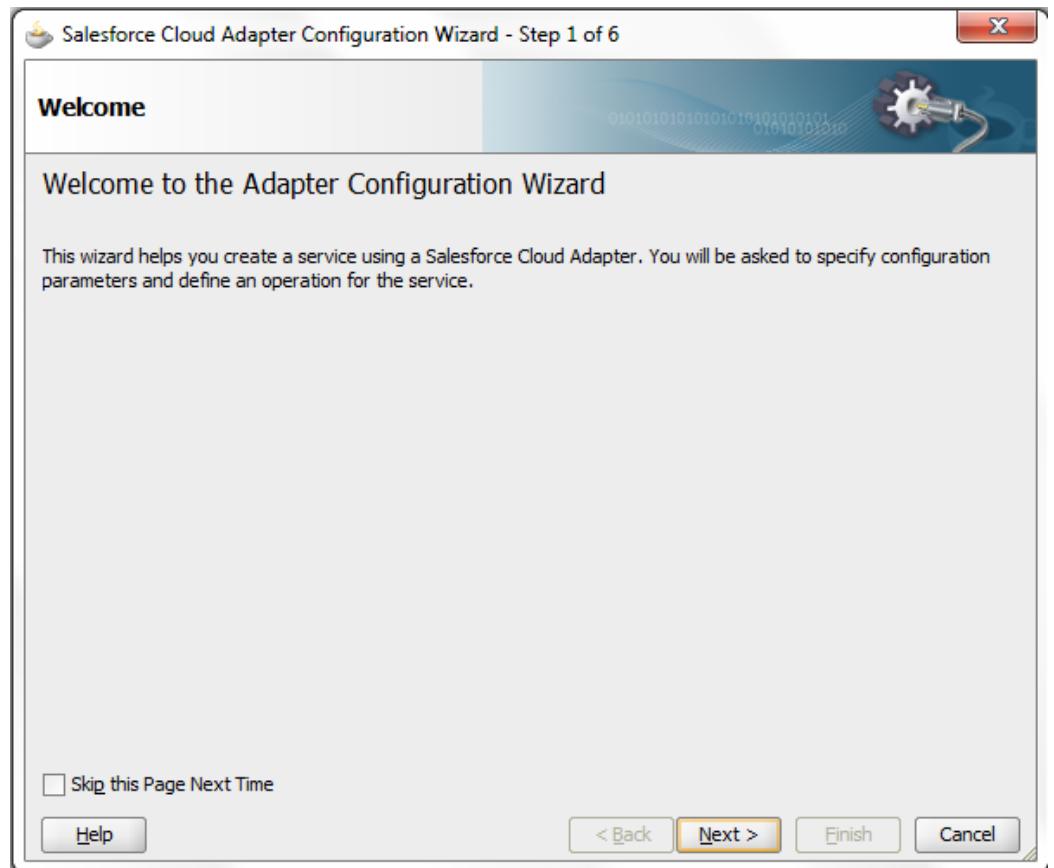 Salesforce Cloud Adapter Configuration Wizard - Step 1 of 6
Welcome
010101010101010101010101
01010101010
Welcome to the Adapter Configuration Wizard
This wizard helps you create a service using a Salesforce Cloud Adapter. You will be asked to specify configuration
parameters and define an operation for the service.
Skip this Page Next Time
Help
< Back
Next >
Finish
Cancel